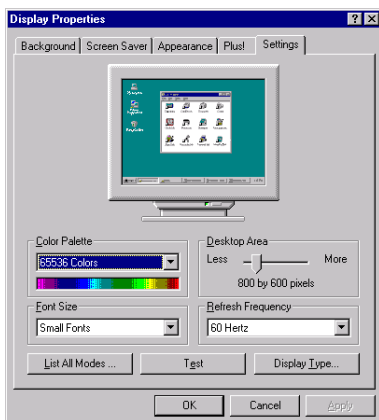 Display Properties
Background Screen Saver Appearance Plus! Settings
Color Palette
65536 Colors
Desktop Area
Less More
800 by 600 pixels
Font Size
Small Fonts
Refresh Frequency
60 Hertz
List All Modes ... Test Display Type...
OK Cancel Apply